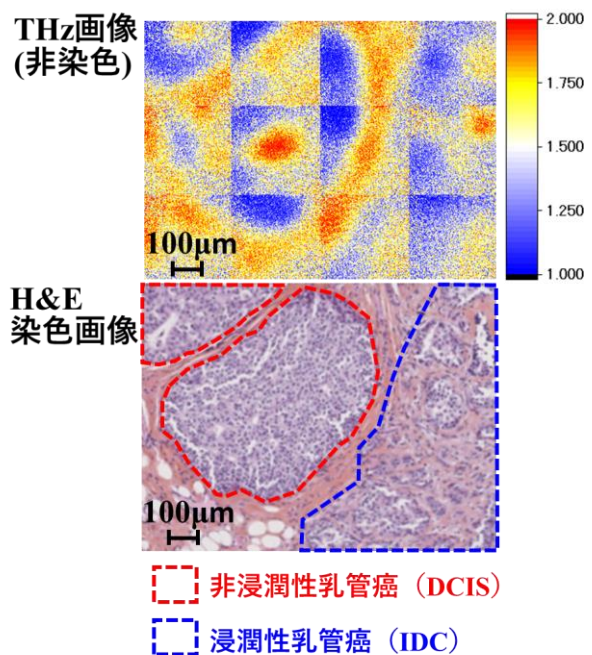 THz画像
(非染色)
2.000
1.750
1.500
1.250
1.000
100μm
H&E
染色画像
100μm
非浸潤性乳管癌（DCIS）
浸潤性乳管癌（IDC）